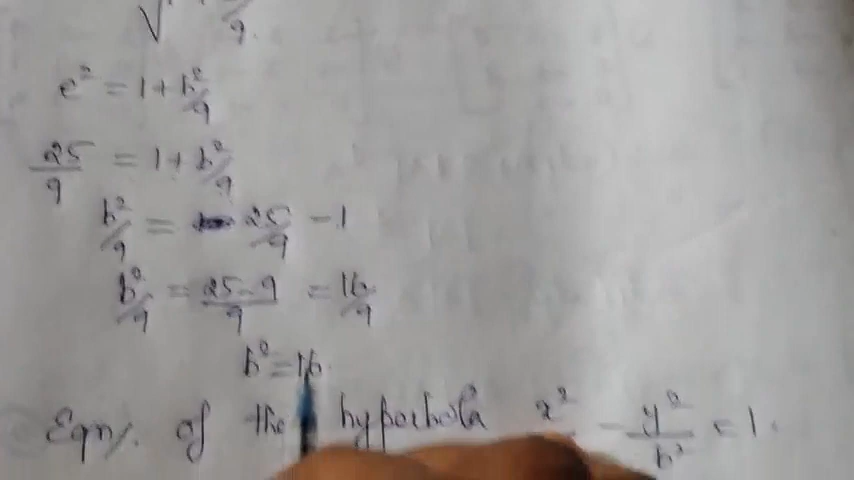 e² = 1 + b²/9
25/9 = 1 + b²/9
b²/9 = 25/9 - 1
b²/9 = 25-9/9 = 16/9
b² = 16.
Eqn/. of the hyperbola x² - y²/b² = 1.